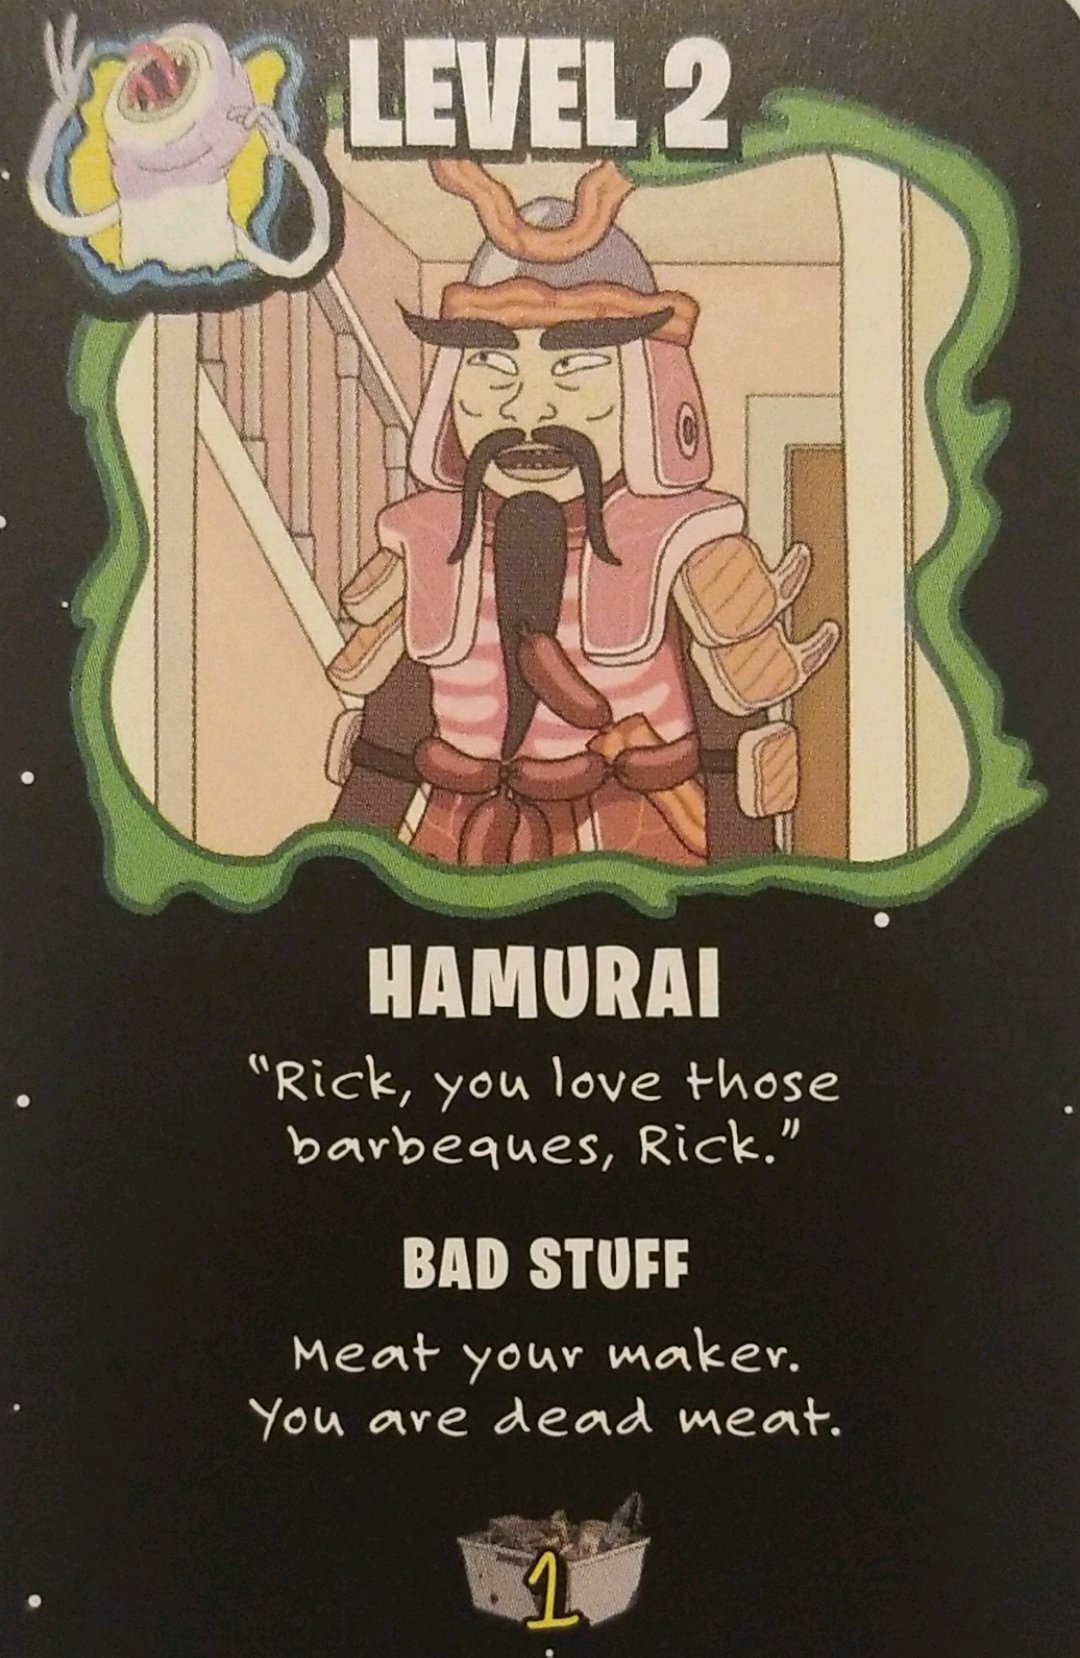 LEVEL 2
HAMURAI
"Rick, you love those
barbeques, Rick."
BAD STUFF
Meat your maker.
You are dead meat.
1